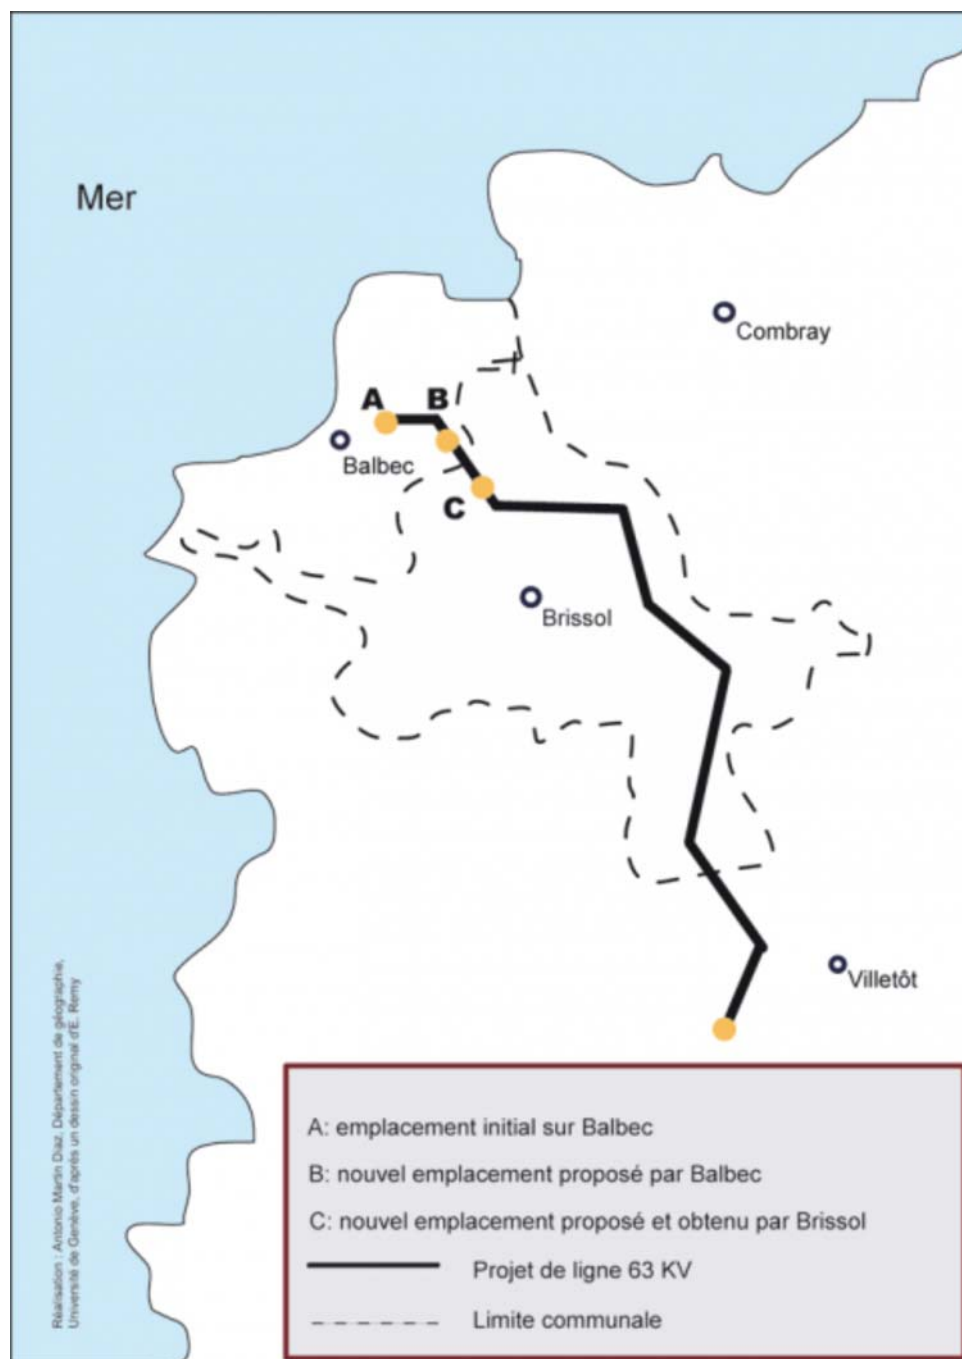 Mer
Combray
A
B
Balbec
C
Brissol
Villetôt
Réalisation : Antonio Martin Diaz, Département de géographie,
Université de Genève, d'après un dessin original d'E. Remy
A: emplacement initial sur Balbec
B: nouvel emplacement proposé par Balbec
C: nouvel emplacement proposé et obtenu par Brissol
Projet de ligne 63 KV
Limite communale